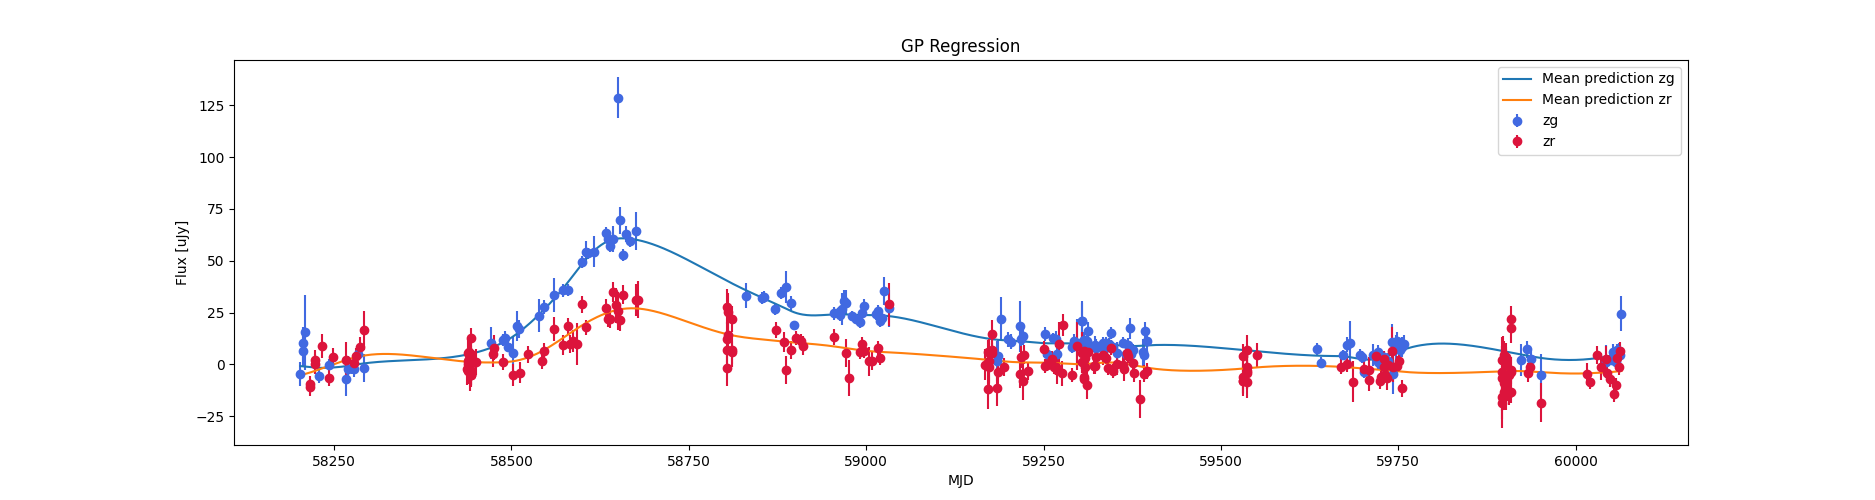 GP Regression
Flux [uJy]
125
100
75
50
25
0
−25
58250
58500
58750
59000
59250
59500
59750
60000
MJD
Mean prediction zg
Mean prediction zr
zg
zr